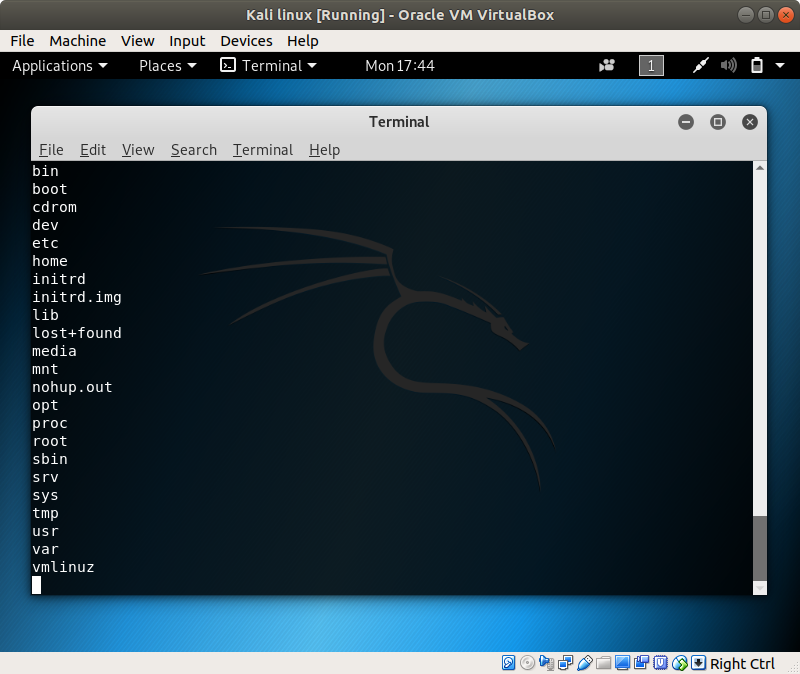 Kali linux [Running] - Oracle VM VirtualBox
File Machine View Input Devices Help
Applications Places Terminal Mon 17:44 1
Terminal
File Edit View Search Terminal Help
bin
boot
cdrom
dev
etc
home
initrd
initrd.img
lib
lost+found
media
mnt
nohup.out
opt
proc
root
sbin
srv
sys
tmp
usr
var
vmlinuz
Right Ctrl